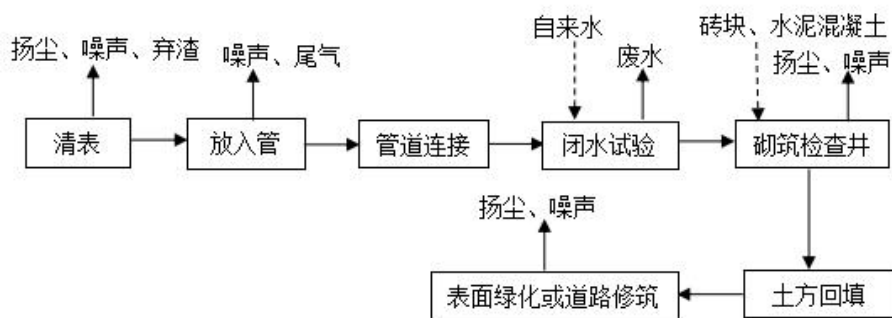 自来水
砖块、水泥混凝土
扬尘、噪声、弃渣
噪声、尾气
废水
扬尘、噪声
清表
放入管
管道连接
闭水试验
砌筑检查井
扬尘、噪声
表面绿化或道路修筑
土方回填